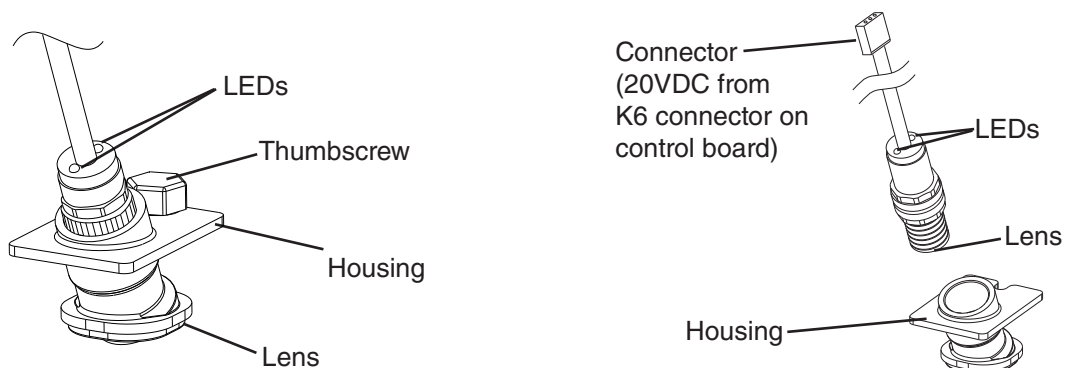 LEDs
Thumbscrew
Housing
Lens
Connector
(20VDC from
K6 connector on
control board)
LEDs
Lens
Housing